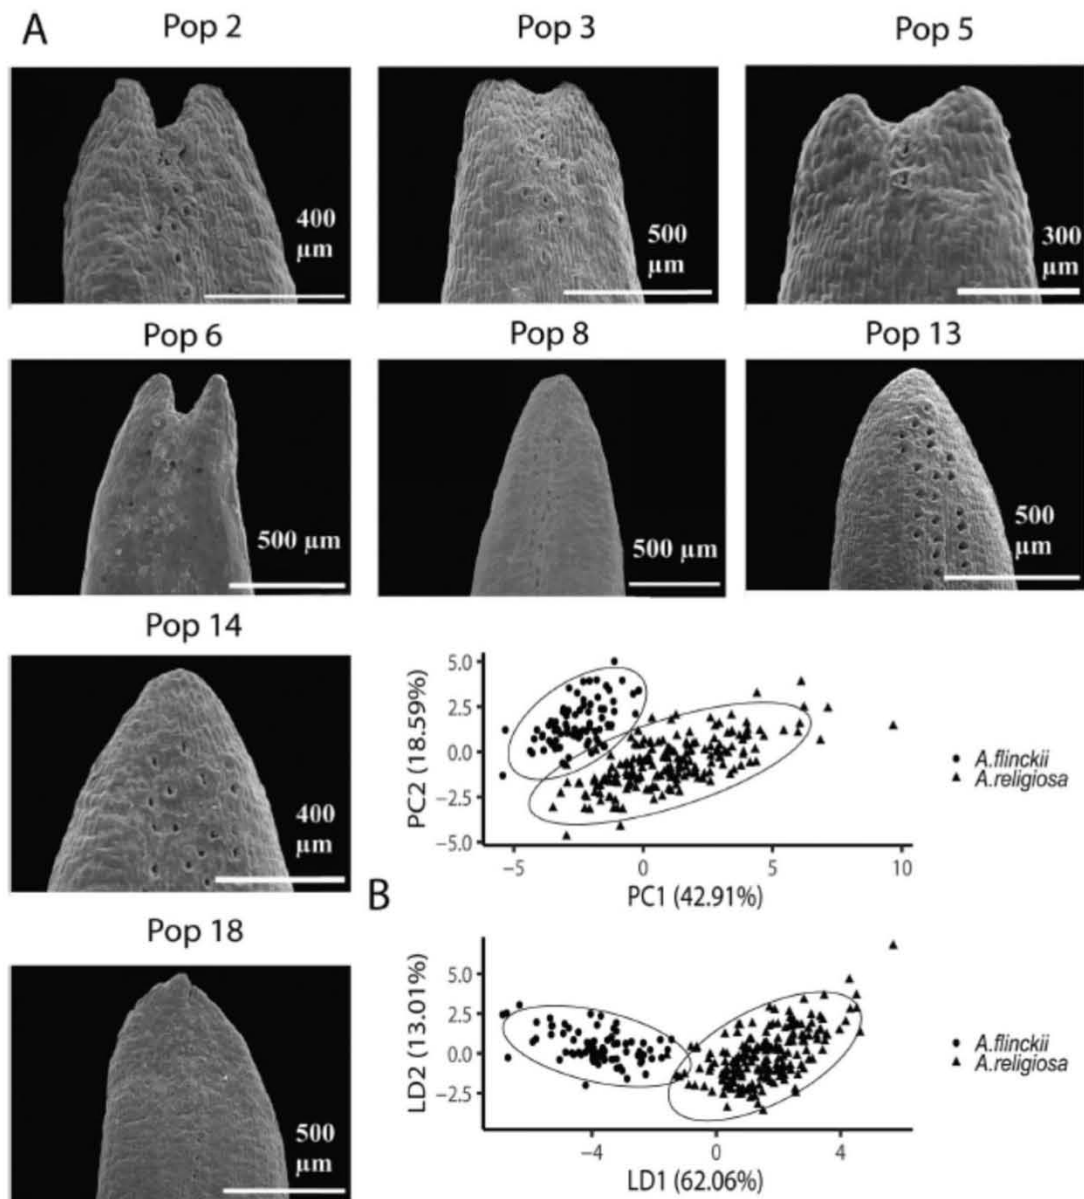 A
Pop 2
Pop 3
Pop 5
400
µm
500
µm
300
µm
Pop 6
Pop 8
Pop 13
500 µm
500 µm
500
µm
Pop 14
400
µm
5.0
2.5
0.0
−2.5
−5.0
PC2 (18.59%)
−5
0
5
10
PC1 (42.91%)
A.flinckii
A.religiosa
B
Pop 18
500
µm
5.0
2.5
0.0
−2.5
LD2 (13.01%)
−4
0
4
LD1 (62.06%)
A.flinckii
A.religiosa